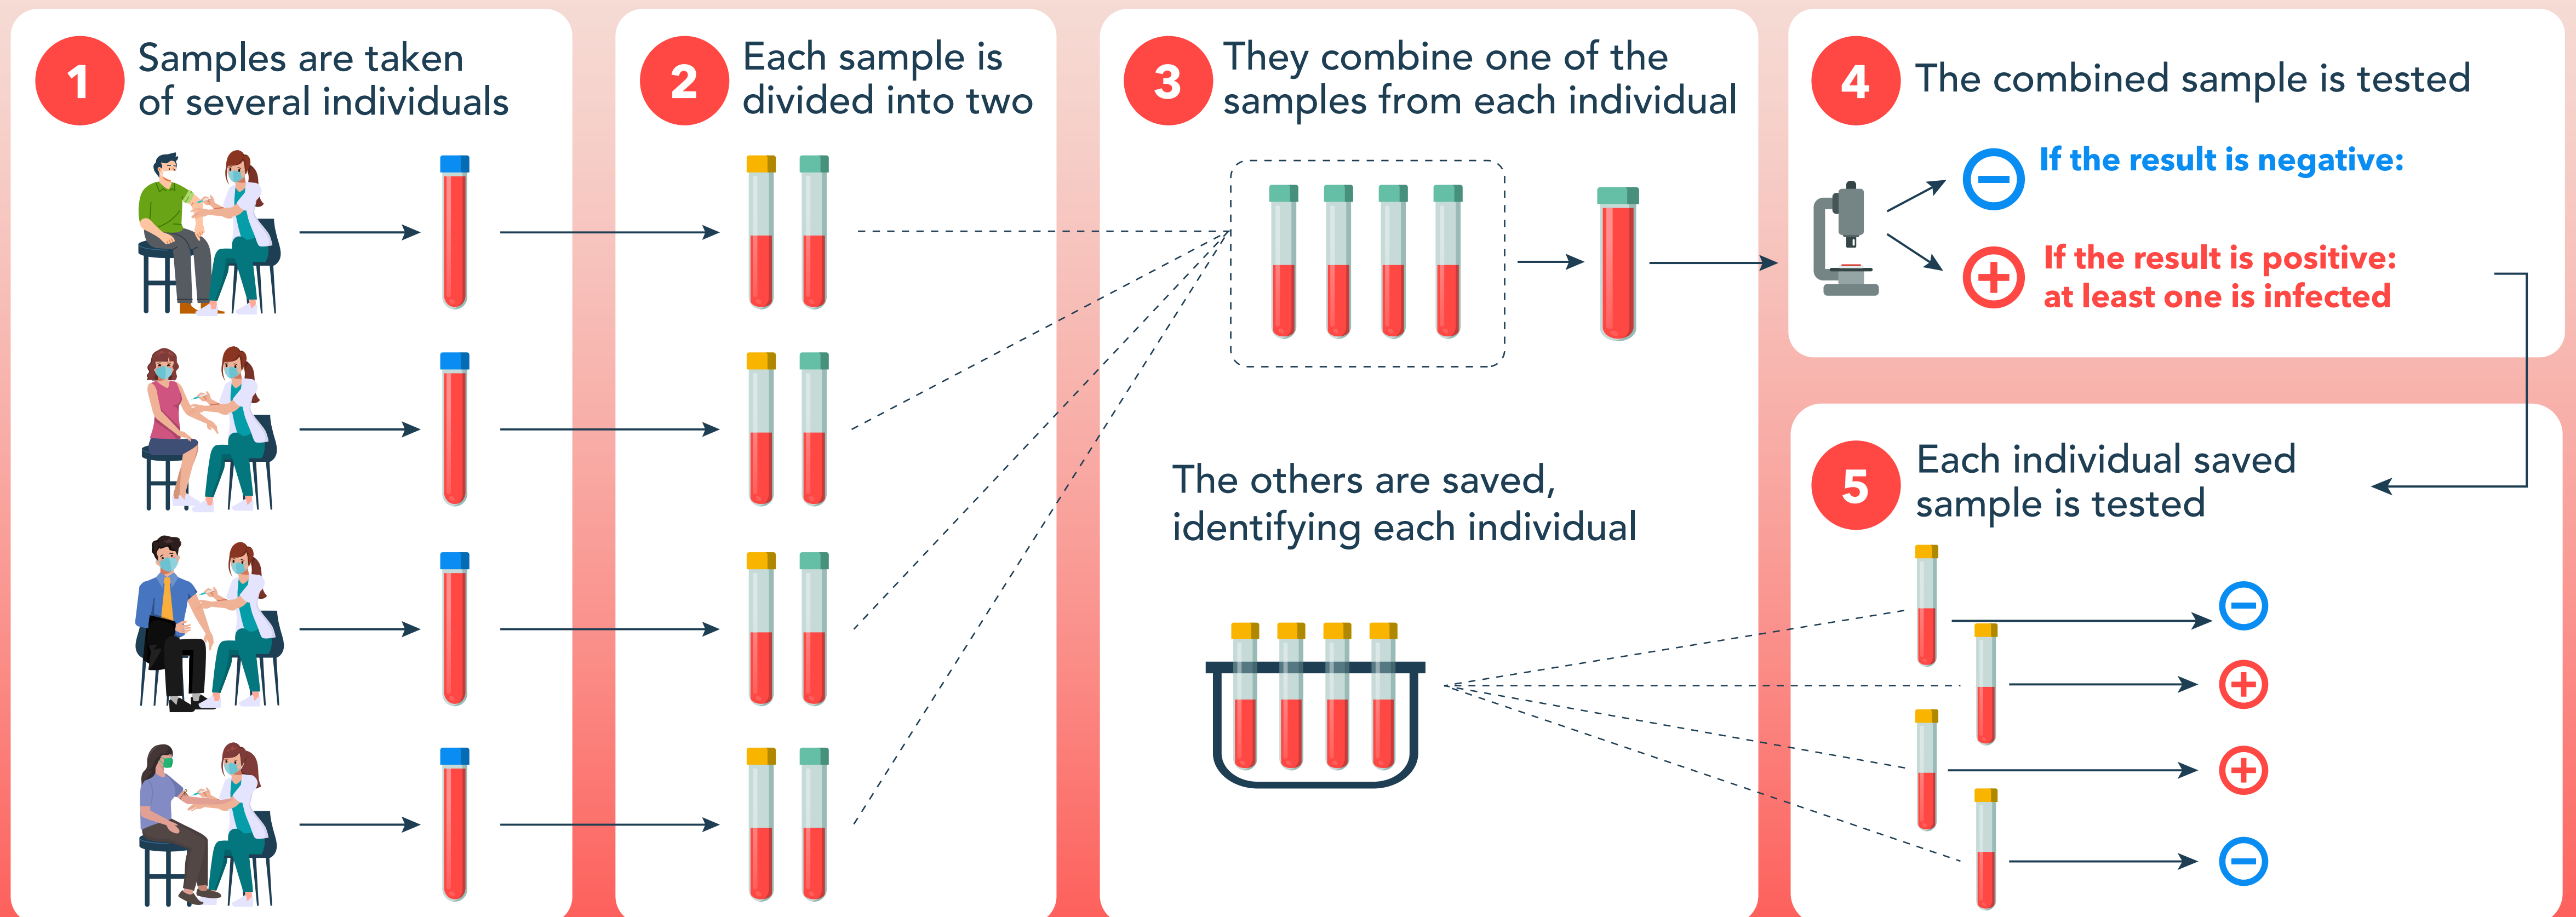 1
Samples are taken
of several individuals
2
Each sample is
divided into two
3
They combine one of the
samples from each individual
The others are saved,
identifying each individual
4
The combined sample is tested
If the result is negative:
If the result is positive:
at least one is infected
5
Each individual saved
sample is tested